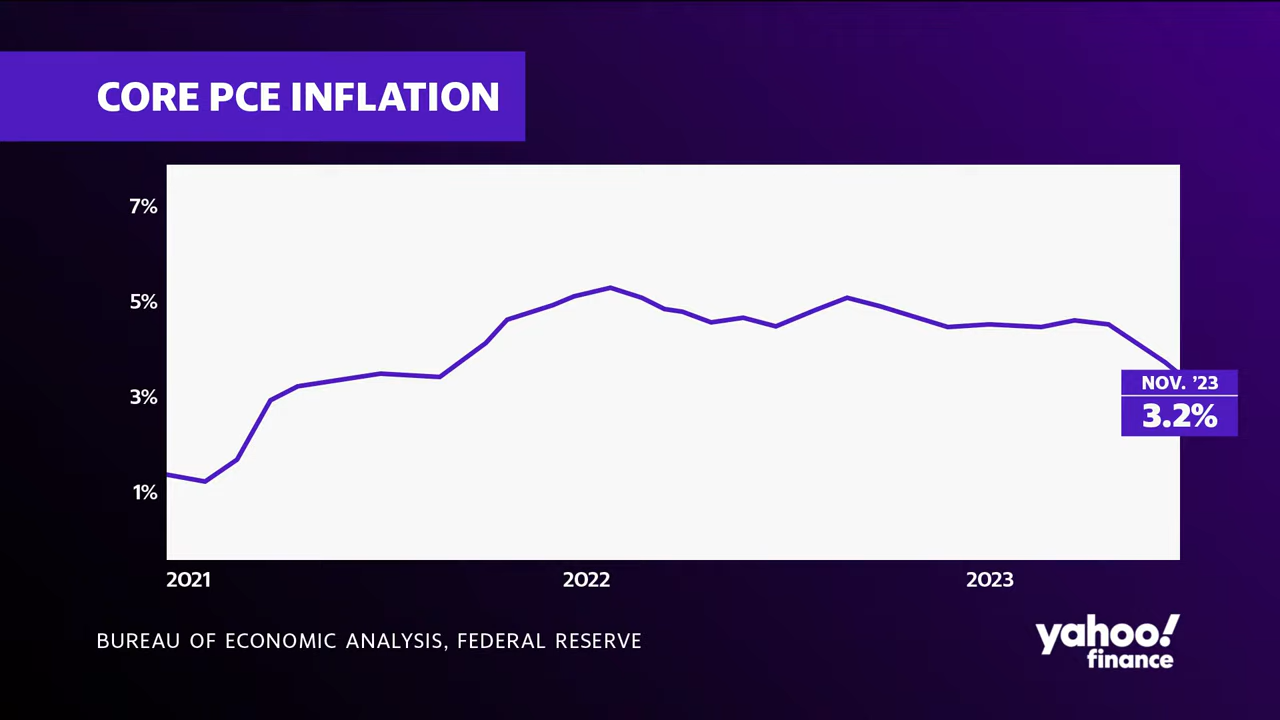 CORE PCE INFLATION
7%
5%
3%
1%
NOV. ’23
3.2%
2021 2022 2023
BUREAU OF ECONOMIC ANALYSIS, FEDERAL RESERVE
yahoo!
finance